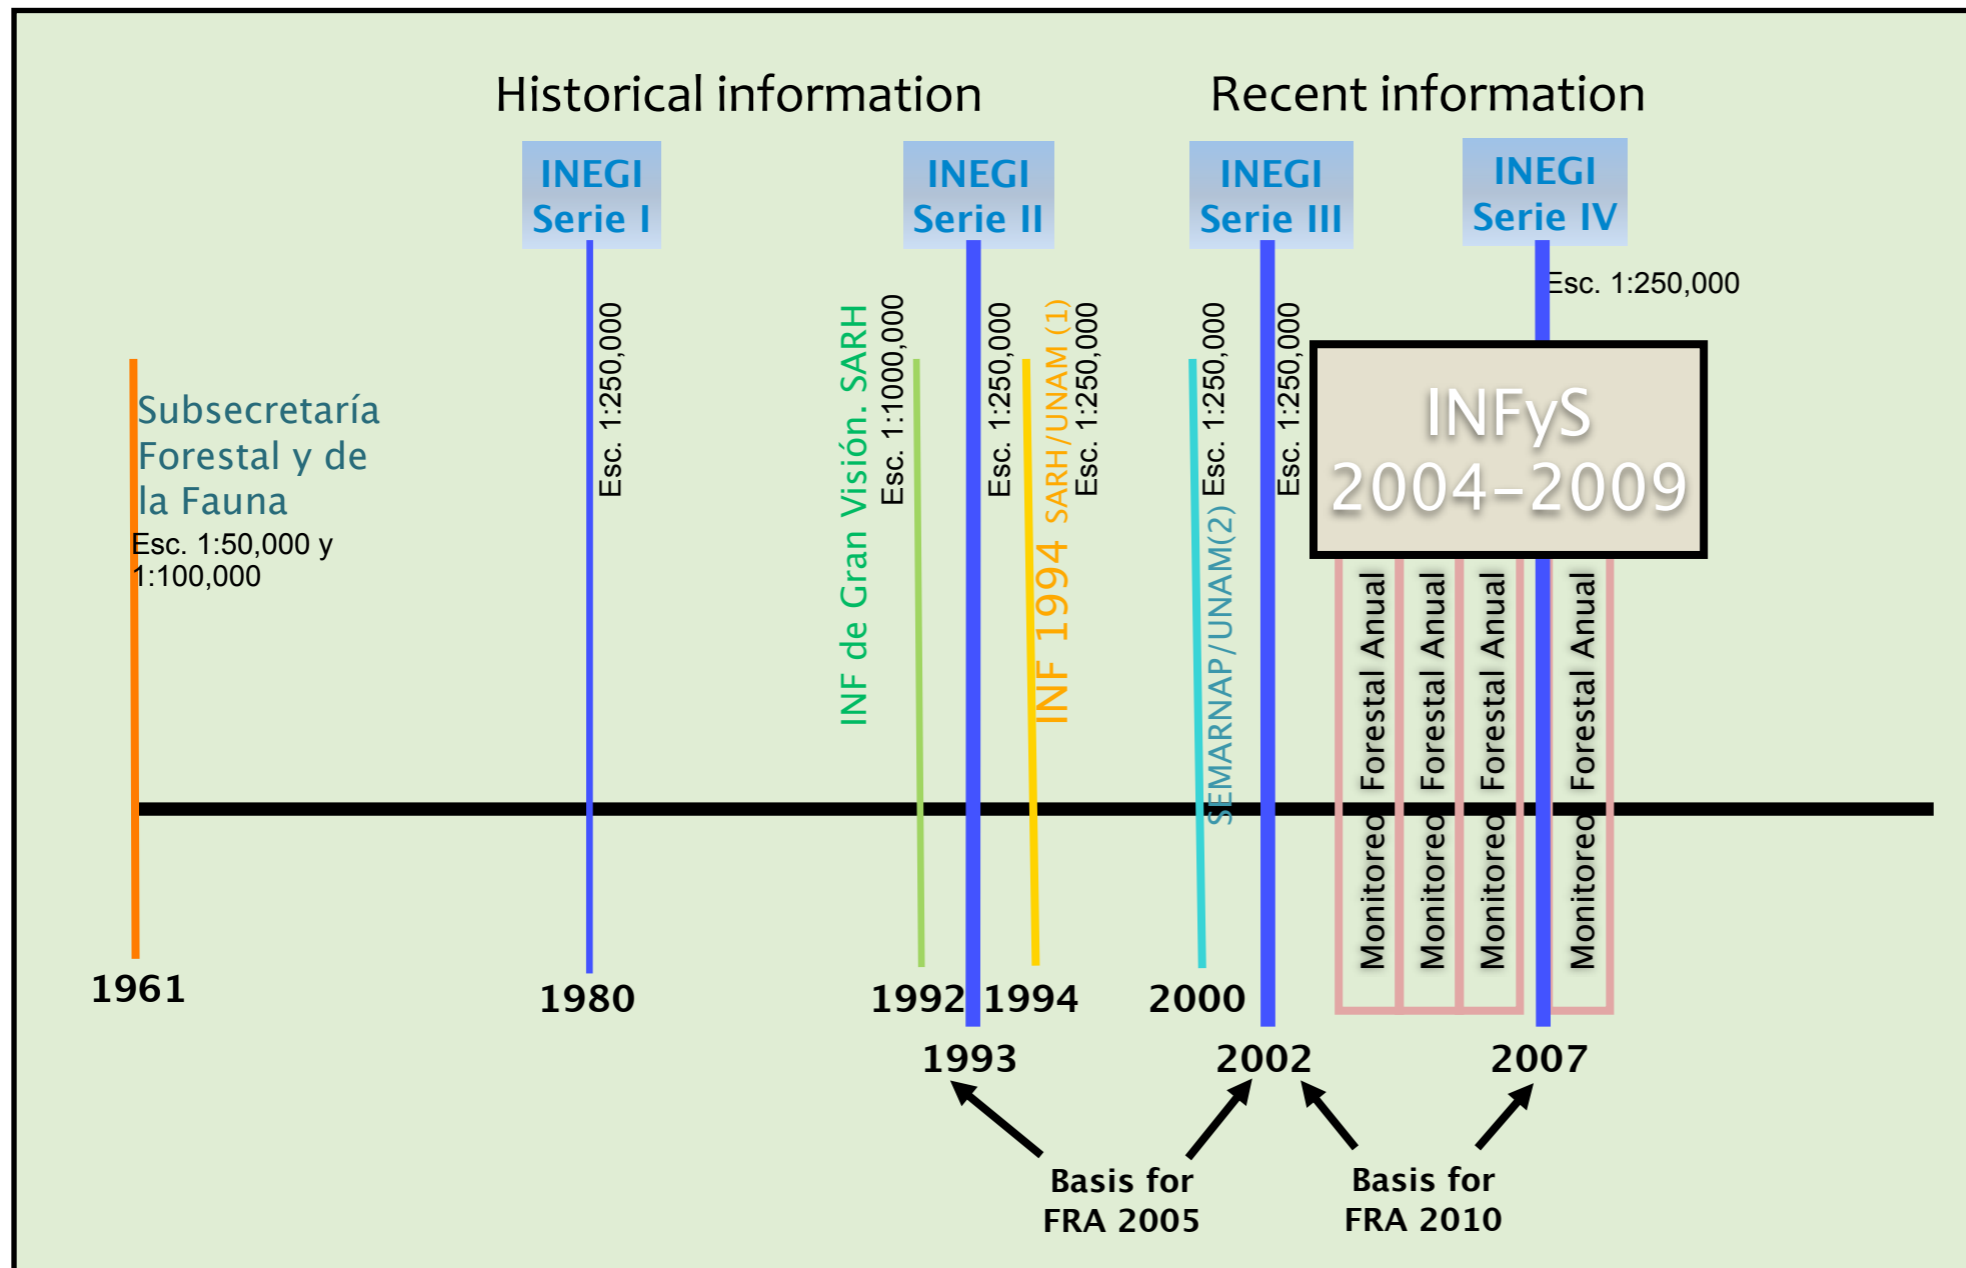 Historical information
Recent information
INEGI
Serie I
INEGI
Serie II
INEGI
Serie III
INEGI
Serie IV
Subsecretaría
Forestal y de
la Fauna
Esc. 1:50,000 y
1:100,000
Esc. 1:250,000
INF de Gran Visión. SARH
Esc. 1:1000,000
Esc. 1:250,000
INF 1994 SARH/UNAM (1)
Esc. 1:250,000
SEMARNAP/UNAM(2)
Esc. 1:250,000
Esc. 1:250,000
Esc. 1:250,000
INFyS
2004-2009
Monitoreo Forestal Anual
Monitoreo Forestal Anual
Monitoreo Forestal Anual
Monitoreo Forestal Anual
1961
1980
1992
1994
2000
1993
2002
2007
Basis for
FRA 2005
Basis for
FRA 2010